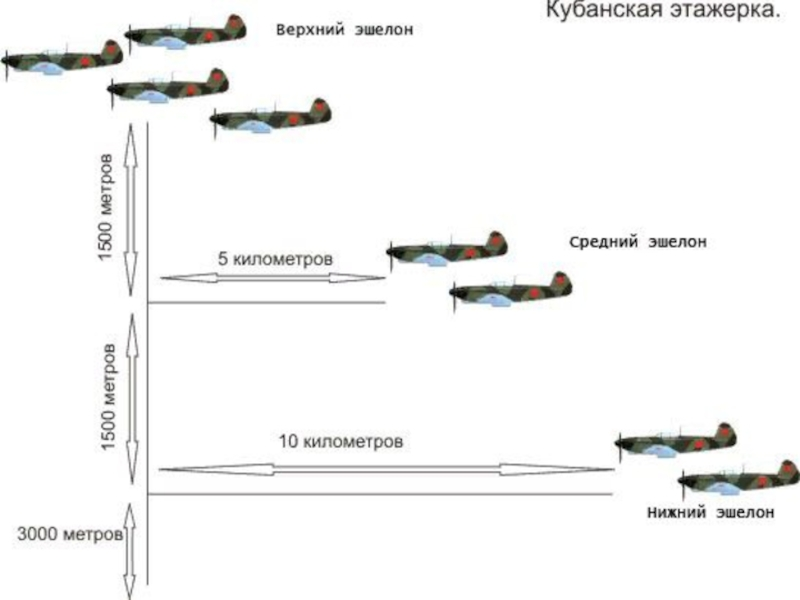 Кубанская этажерка.
Верхний эшелон
1500 метров
Средний эшелон
5 километров
1500 метров
10 километров
Нижний эшелон
3000 метров